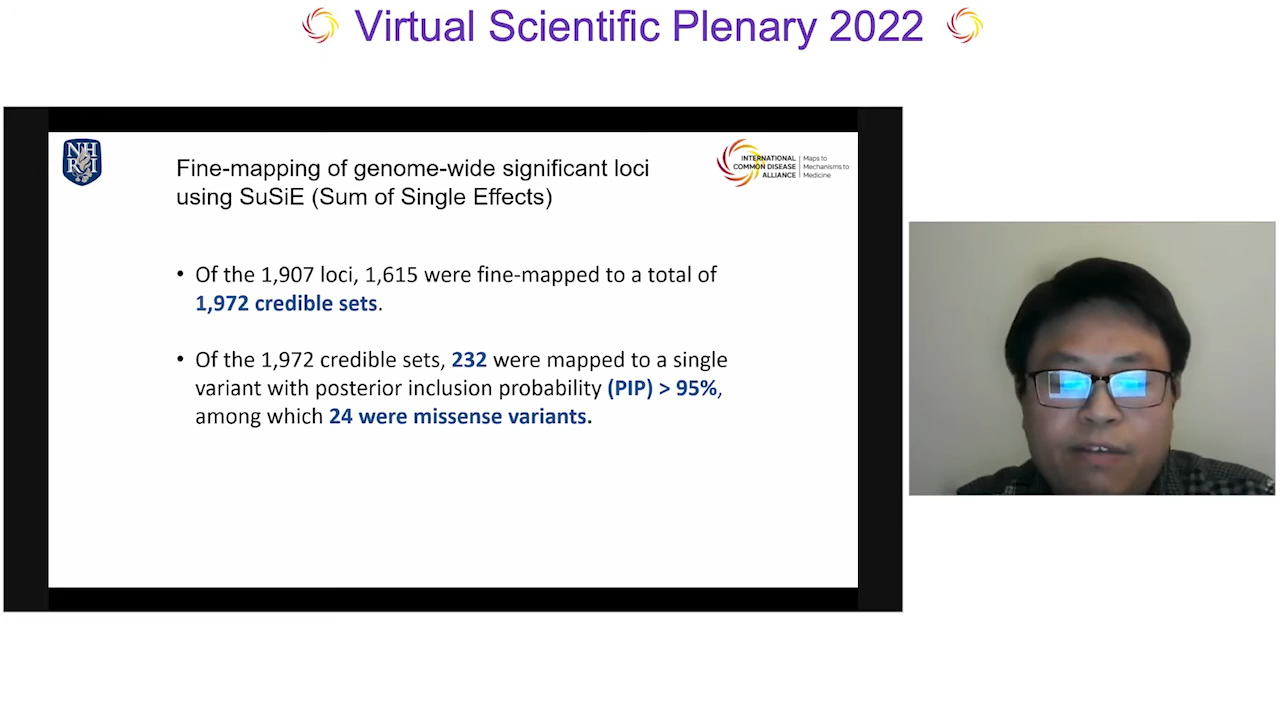 Virtual Scientific Plenary 2022
NH
RI
Fine-mapping of genome-wide significant loci
using SuSiE (Sum of Single Effects)
INTERNATIONAL
COMMON DISEASE
ALLIANCE
Maps to
Mechanisms to
Medicine
• Of the 1,907 loci, 1,615 were fine-mapped to a total of
1,972 credible sets.
• Of the 1,972 credible sets, 232 were mapped to a single
variant with posterior inclusion probability (PIP) > 95%,
among which 24 were missense variants.